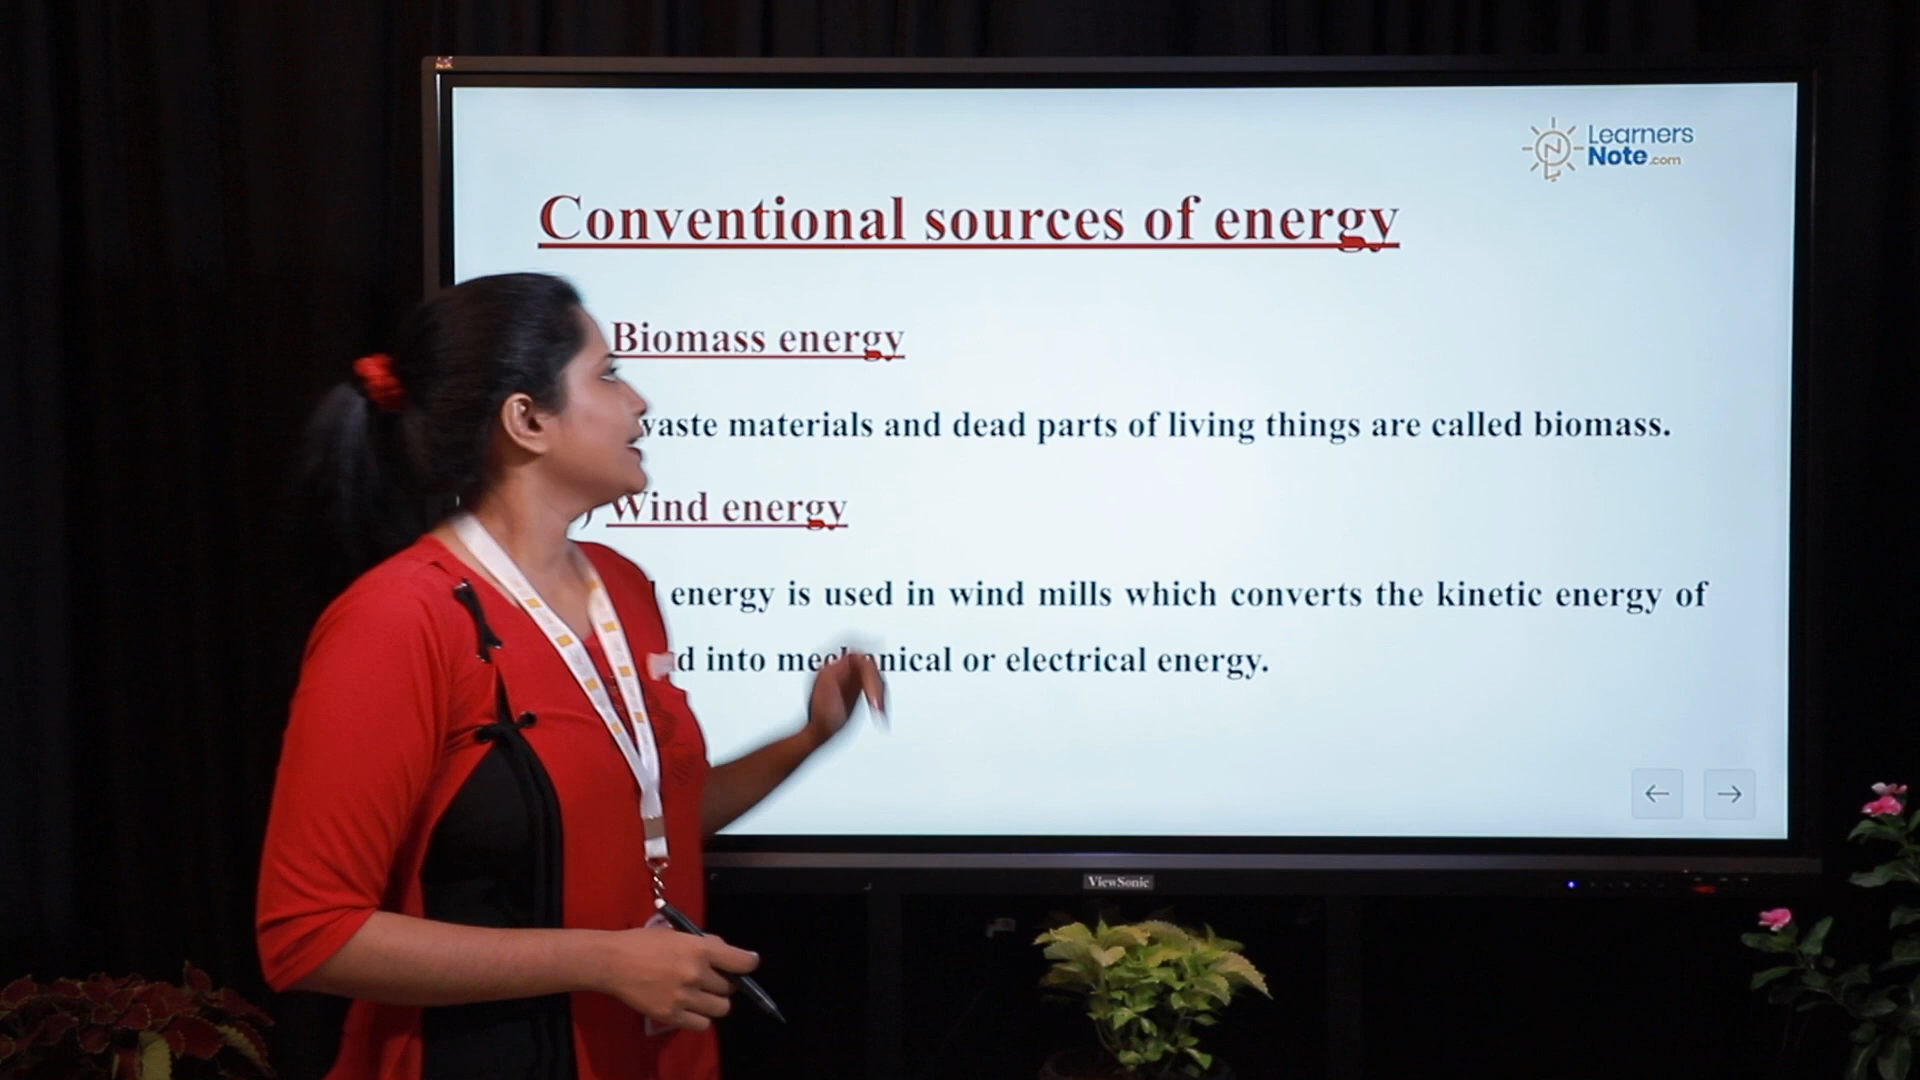 Learners
Note.com
Conventional sources of energy
Biomass energy
waste materials and dead parts of living things are called biomass.
) Wind energy
energy is used in wind mills which converts the kinetic energy of
into mechanical or electrical energy.
ViewSonic